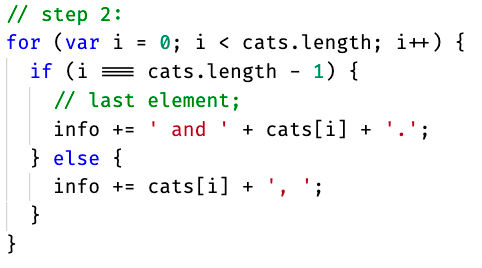 // step 2:
for (var i = 0; i < cats.length; i++) {
  if (i === cats.length - 1) {
    // last element;
    info += ' and ' + cats[i] + '.';
  } else {
    info += cats[i] + ', ';
  }
}